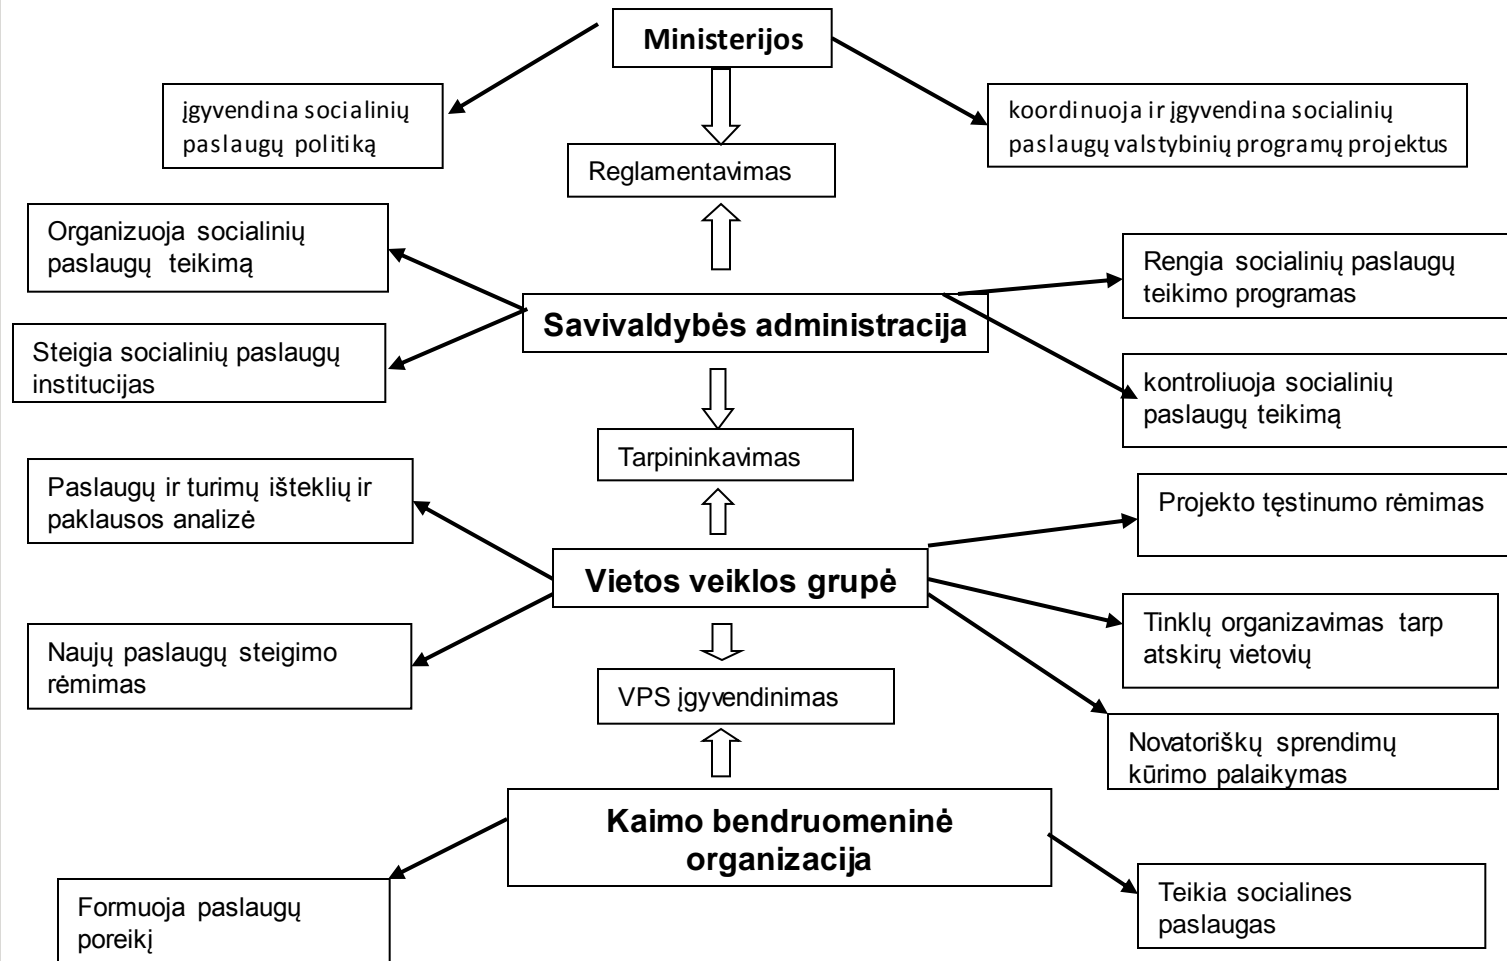 Ministerijos
įgyvendina socialinių
paslaugų politiką
koordinuoja ir įgyvendina socialinių
paslaugų valstybinių programų projektus
Reglamentavimas
Organizuoja socialinių
paslaugų teikimą
Rengia socialinių paslaugų
teikimo programas
Savivaldybės administracija
Steigia socialinių paslaugų
institucijas
kontroliuoja socialinių
paslaugų teikimą
Tarpininkavimas
Paslaugų ir turimų išteklių ir
paklausos analizė
Projekto tęstinumo rėmimas
Vietos veiklos grupė
Tinklų organizavimas tarp
atskirų vietovių
Naujų paslaugų steigimo
rėmimas
VPS įgyvendinimas
Novatoriškų sprendimų
kūrimo palaikymas
Kaimo bendruomeninė
organizacija
Formuoja paslaugų
poreikį
Teikia socialines
paslaugas